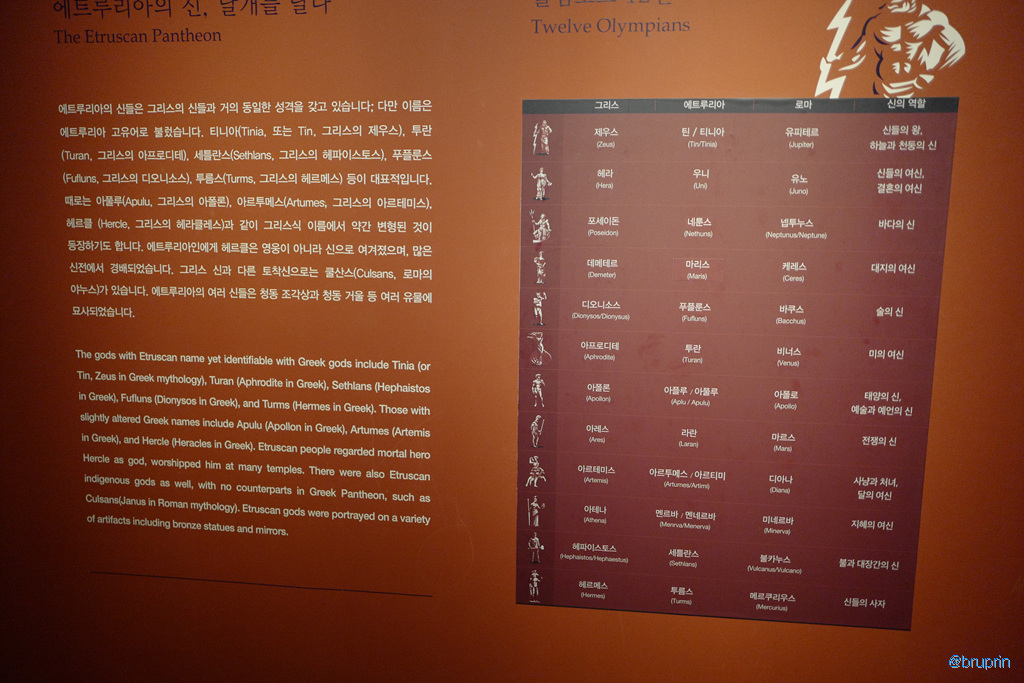 에트루리아의 신, 날개를 달다
The Etruscan Pantheon
에트루리아의 신들은 그리스의 신들과 거의 동일한 성격을 갖고 있습니다; 다만 이름은
에트루리아 고유어로 불렸습니다. 티니아(Tinia, 또는 Tin, 그리스의 제우스), 투란
(Turan, 그리스의 아프로디테), 세틀란스(Sethlans, 그리스의 헤파이스토스), 푸플룬스
(Fufluns, 그리스의 디오니소스), 투름스(Turms, 그리스의 헤르메스) 등이 대표적입니다.
때로는 아풀루(Apulu, 그리스의 아폴론), 아르투메스(Artumes, 그리스의 아르테미스),
헤르클 (Hercle, 그리스의 헤라클레스)과 같이 그리스식 이름에서 약간 변형된 것이
등장하기도 합니다. 에트루리아인에게 헤르클은 영웅이 아니라 신으로 여겨졌으며, 많은
신전에서 경배되었습니다. 그리스 신과 다른 토착신으로는 쿨산스(Culsans, 로마의
야누스)가 있습니다. 에트루리아의 여러 신들은 청동 조각상과 청동 거울 등 여러 유물에
묘사되었습니다.
The gods with Etruscan name yet identifiable with Greek gods include Tinia (or
Tin, Zeus in Greek mythology), Turan (Aphrodite in Greek), Sethlans (Hephaistos
in Greek), Fufluns (Dionysos in Greek), and Turms (Hermes in Greek). Those with
slightly altered Greek names include Apulu (Apollon in Greek), Artumes (Artemis
in Greek), and Hercle (Heracles in Greek). Etruscan people regarded mortal hero
Hercle as god, worshipped him at many temples. There were also Etruscan
indigenous gods as well, with no counterparts in Greek Pantheon, such as
Culsans(Janus in Roman mythology). Etruscan gods were portrayed on a variety
of artifacts including bronze statues and mirrors.
Twelve Olympians
그리스 에트루리아 로마 신의 역할
제우스 틴 / 티니아 유피테르 신들의 왕,
(Zeus) (Tin/Tinia) (Jupiter) 하늘과 천둥의 신
헤라 우니 유노 신들의 여신,
(Hera) (Uni) (Juno) 결혼의 여신
포세이돈 네툰스 넵투누스 바다의 신
(Poseidon) (Nethuns) (Neptunus/Neptune)
데메테르 마리스 케레스 대지의 여신
(Demeter) (Maris) (Ceres)
디오니소스 푸플룬스 바쿠스 술의 신
(Dionysos/Dionysus) (Fufluns) (Bacchus)
아프로디테 투란 비너스 미의 여신
(Aphrodite) (Turan) (Venus)
아폴론 아플루 / 아풀루 아폴로 태양의 신,
(Apollon) (Aplu / Apulu) (Apollo) 예술과 예언의 신
아레스 라란 마르스 전쟁의 신
(Ares) (Laran) (Mars)
아르테미스 아르투메스 / 아르티미 디아나 사냥과 처녀,
(Artemis) (Artumes/Artimi) (Diana) 달의 여신
아테나 멘르바 / 멘네르바 미네르바 지혜의 여신
(Athena) (Menrva/Menerva) (Minerva)
헤파이스토스 세틀란스 불카누스 불과 대장간의 신
(Hephaistos/Hephaestus) (Sethlans) (Vulcanus/Vulcano)
헤르메스 투름스 메르쿠리우스 신들의 사자
(Hermes) (Turms) (Mercurius)
@bruprin